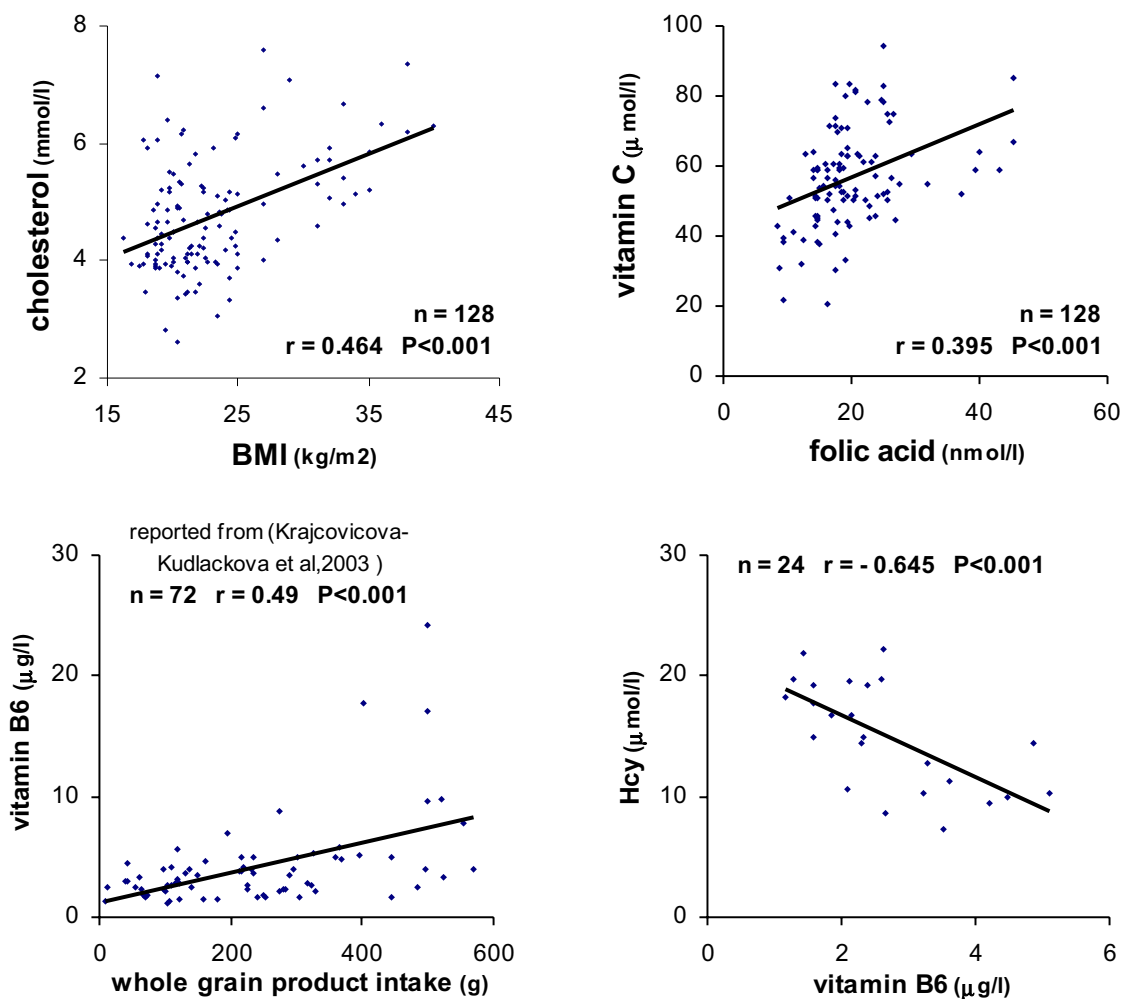 8
6
4
2
cholesterol (mmol/l)
n = 128
r = 0.464 P<0.001
15 25 35 45
BMI (kg/m2)
100
80
60
40
20
0
vitamin C (μ mol/l)
n = 128
r = 0.395 P<0.001
0 20 40 60
folic acid (nmol/l)
reported from (Krajcovicova-
Kudlackova et al,2003 )
n = 72 r = 0.49 P<0.001
30
20
10
0
vitamin B6 (μg/l)
0 200 400 600
whole grain product intake (g)
n = 24 r = - 0.645 P<0.001
30
20
10
0
Hcy (μmol/l)
0 2 4 6
vitamin B6 (μg/l)